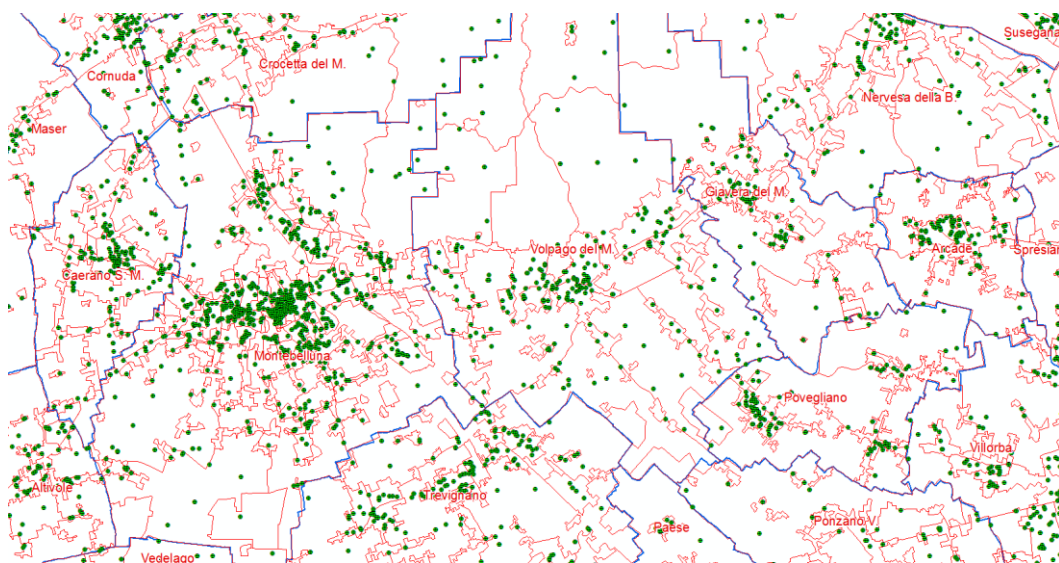 Susegana
Crocetta del M.
Cornuda
Nervesa della B.
Maser
Giavera del M.
Volpago del M.
Arcade
Spresian
Caerano S. M.
Montebelluna
Povegliano
Villorba
Altivole
Trevignano
Paese
Ponzano V.
Vedelago